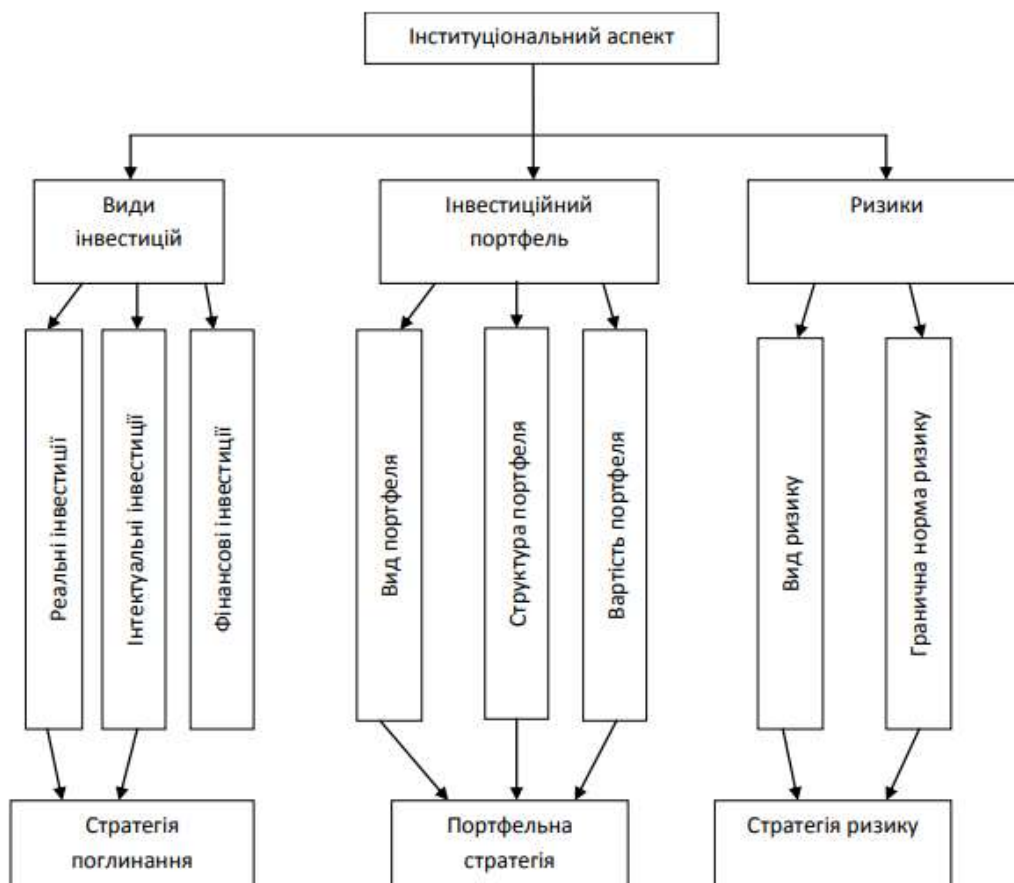 Інституціональний аспект
Види
інвестицій
Інвестиційний
портфель
Ризики
Реальні інвестиції
Інтектуальні інвестиції
Фінансові інвестиції
Вид портфеля
Структура портфеля
Вартість портфеля
Вид ризику
Гранична норма ризику
Стратегія
поглинання
Портфельна
стратегія
Стратегія ризику